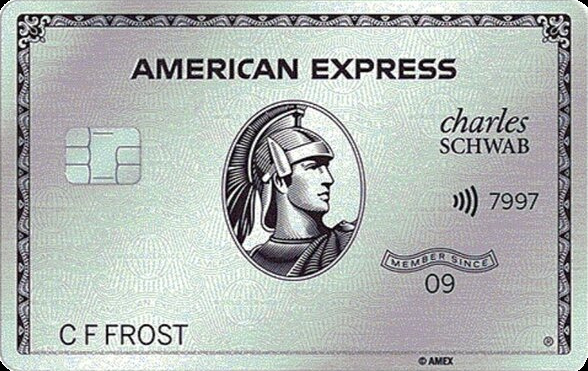 AMERICAN EXPRESS
charles
SCHWAB
7997
MEMBER SINCE
09
C F FROST
®
© AMEX